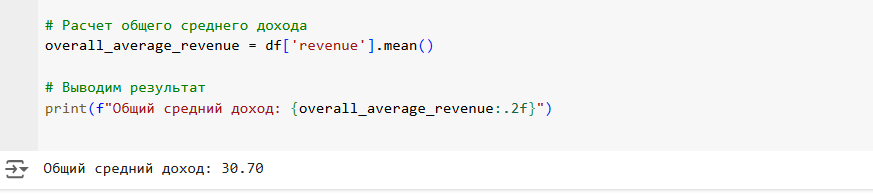 # Расчет общего среднего дохода
overall_average_revenue = df['revenue'].mean()
# Выводим результат
print(f"Общий средний доход: {overall_average_revenue:.2f}")
Общий средний доход: 30.70